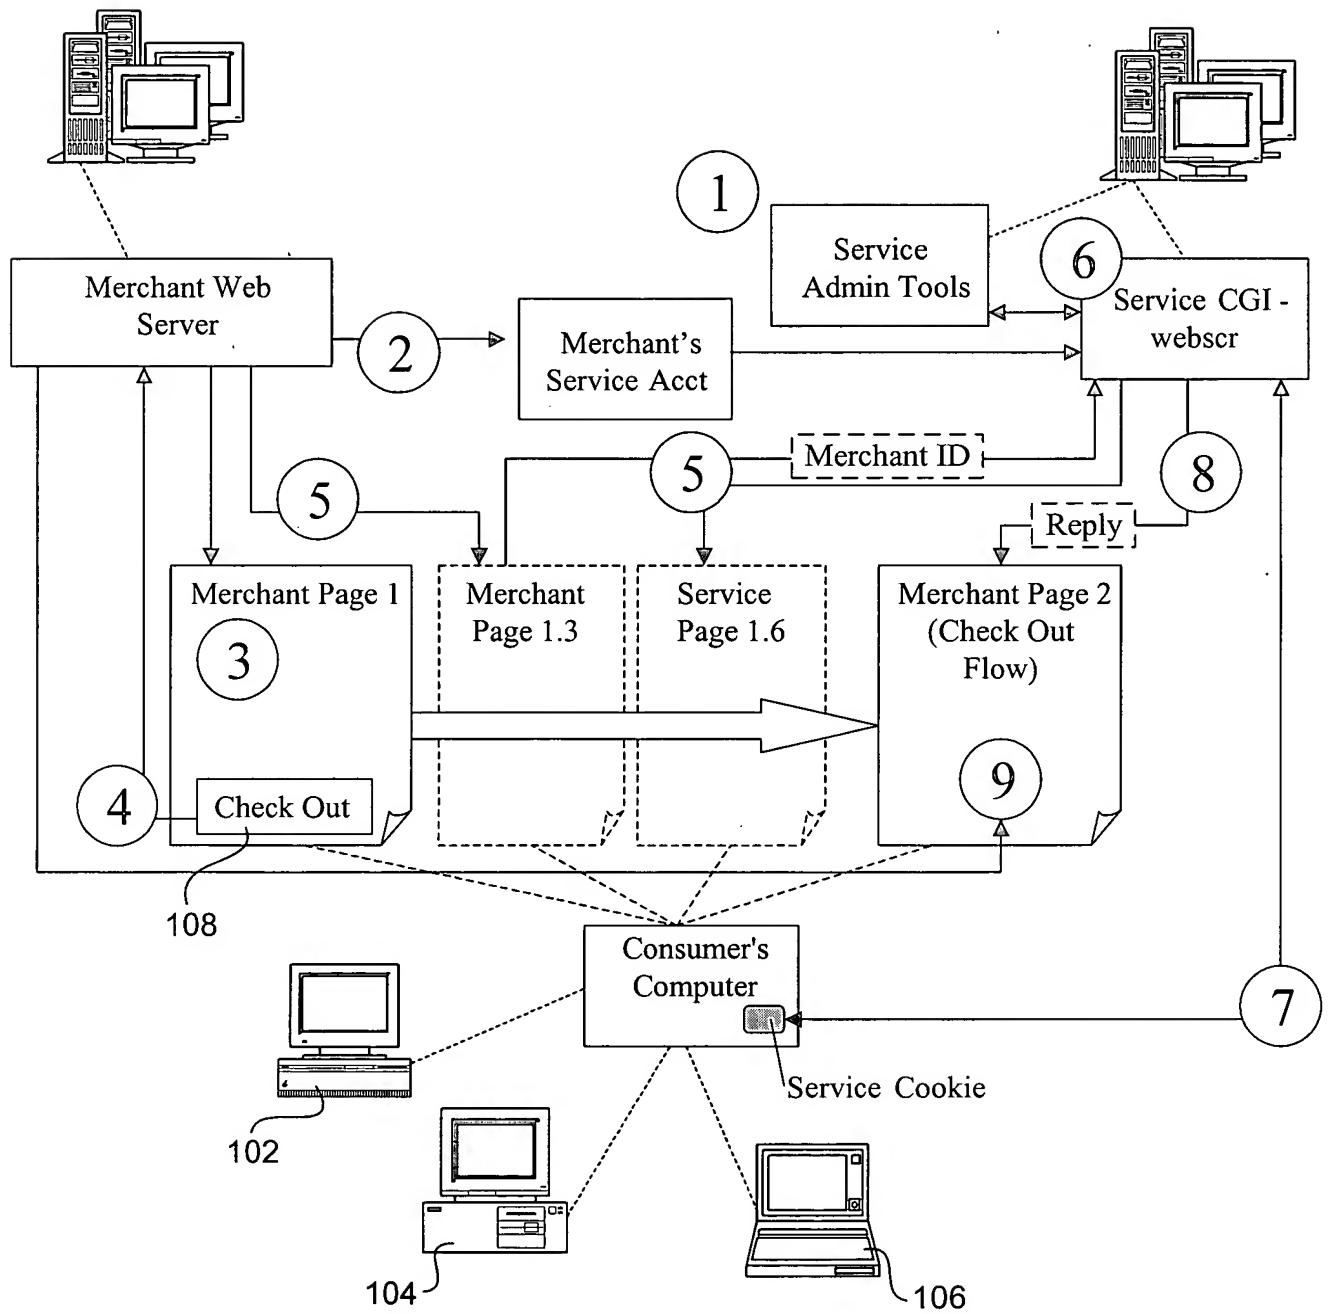 1
Service
Admin Tools
6
Merchant Web
Server
Service CGI -
webscr
2
Merchant's
Service Acct
5
5
Merchant ID
8
Reply
Merchant Page 1
3
Merchant
Page 1.3
Service
Page 1.6
Merchant Page 2
(Check Out
Flow)
9
4
Check Out
108
Consumer's
Computer
7
Service Cookie
102
104
106